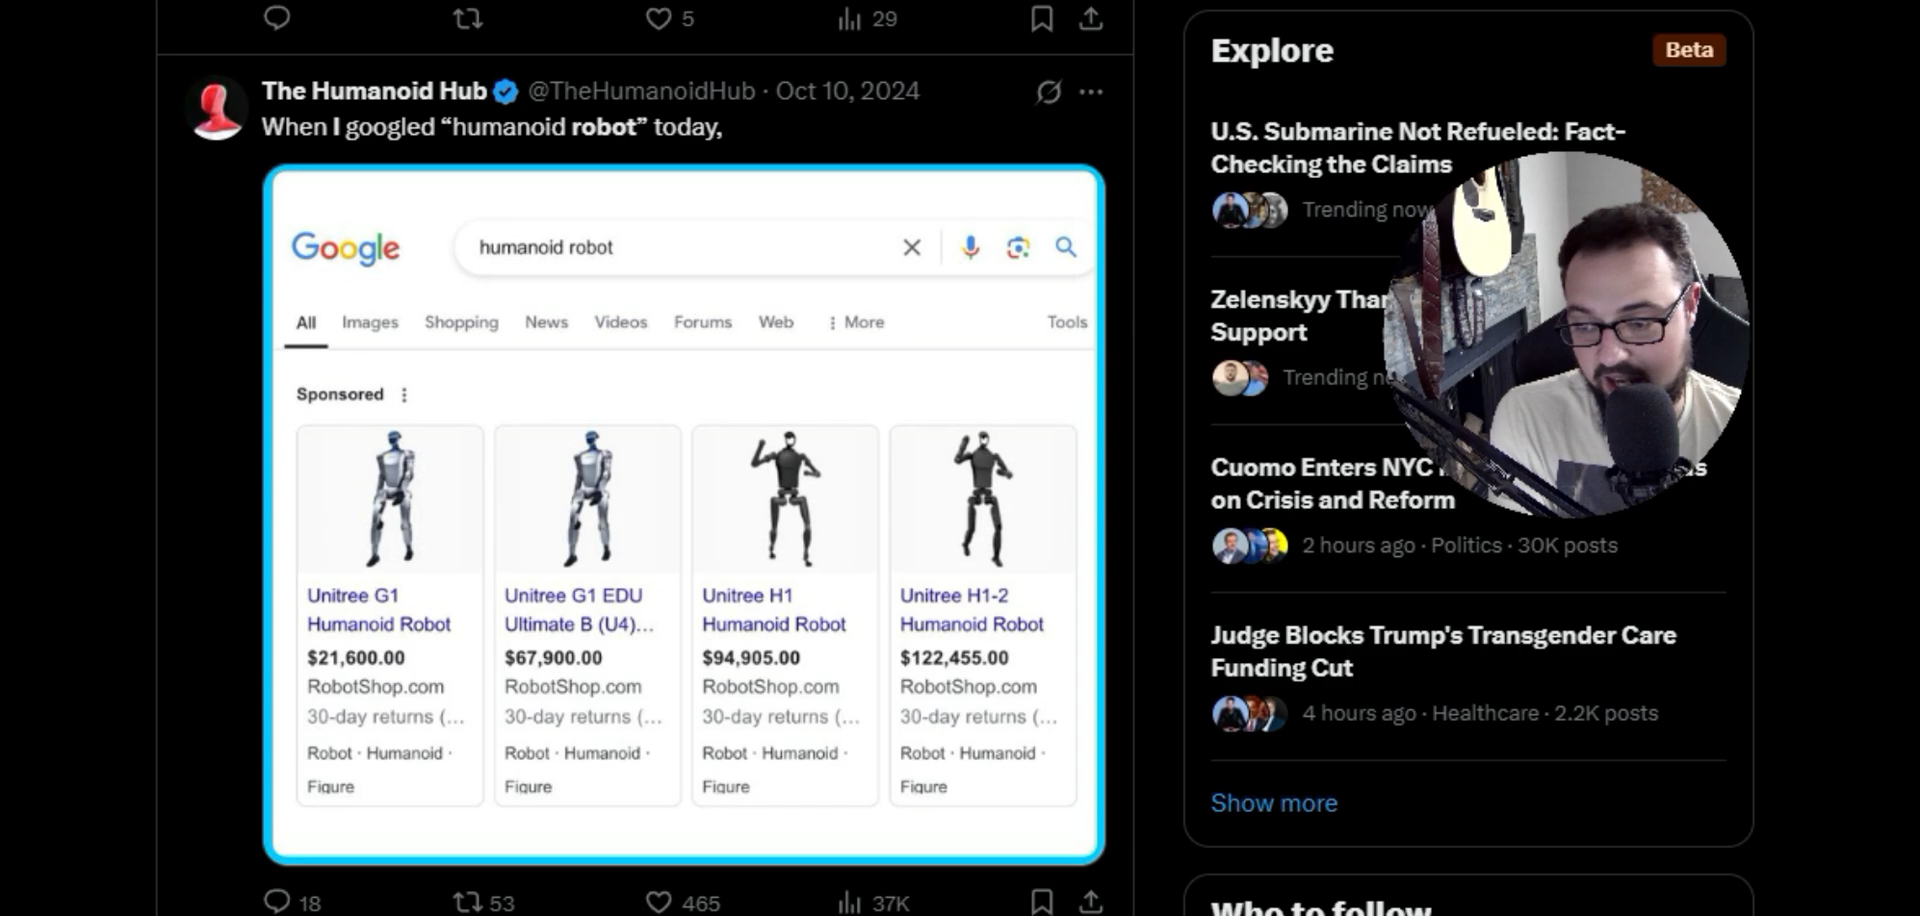 5
29
The Humanoid Hub @TheHumanoidHub · Oct 10, 2024
When I googled “humanoid robot” today,
Google
humanoid robot
All Images Shopping News Videos Forums Web More Tools
Sponsored
Unitree G1
Humanoid Robot
$21,600.00
RobotShop.com
30-day returns (...
Robot · Humanoid ·
Figure
Unitree G1 EDU
Ultimate B (U4)...
$67,900.00
RobotShop.com
30-day returns (...
Robot · Humanoid ·
Figure
Unitree H1
Humanoid Robot
$94,905.00
RobotShop.com
30-day returns (...
Robot · Humanoid ·
Figure
Unitree H1-2
Humanoid Robot
$122,455.00
RobotShop.com
30-day returns (...
Robot · Humanoid ·
Figure
18
53
465
37K
Explore
Beta
U.S. Submarine Not Refueled: Fact-
Checking the Claims
Trending now
Zelenskyy
Support
Trending
Cuomo Enters NYC
on Crisis and Reform
2 hours ago · Politics · 30K posts
Judge Blocks Trump's Transgender Care
Funding Cut
4 hours ago · Healthcare · 2.2K posts
Show more
Who to follow